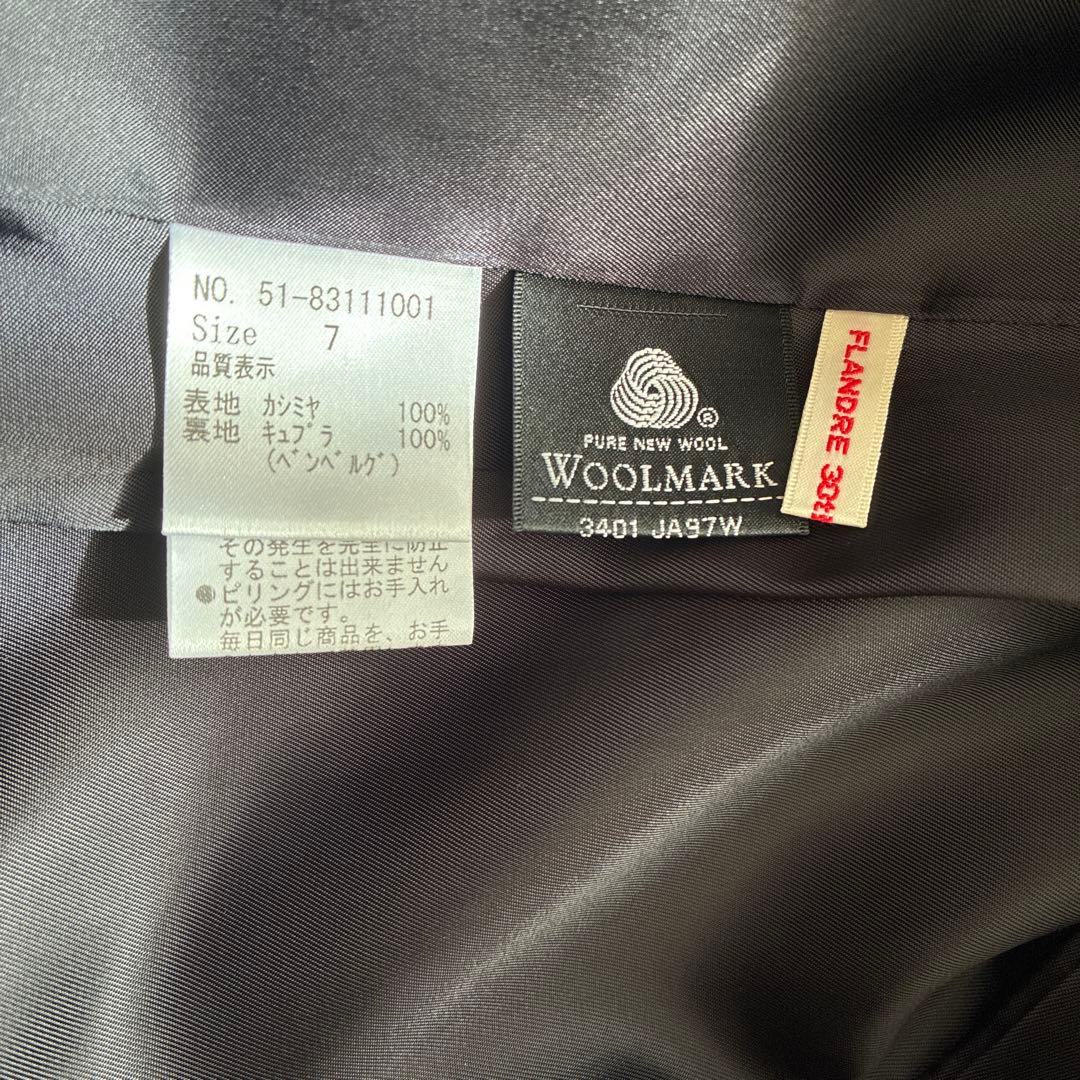 NO. 51-83111001
Size 7
品質表示
表地 カシミヤ 100%
裏地 キュプラ 100%
(ベンベルグ)
その発生を完全に防止
することは出来ません
●ピリングにはお手入れ
が必要です。
毎日同じ商品を、お手
®
PURE NEW WOOL
WOOLMARK
3401 JA97W
FLANDRE 30th